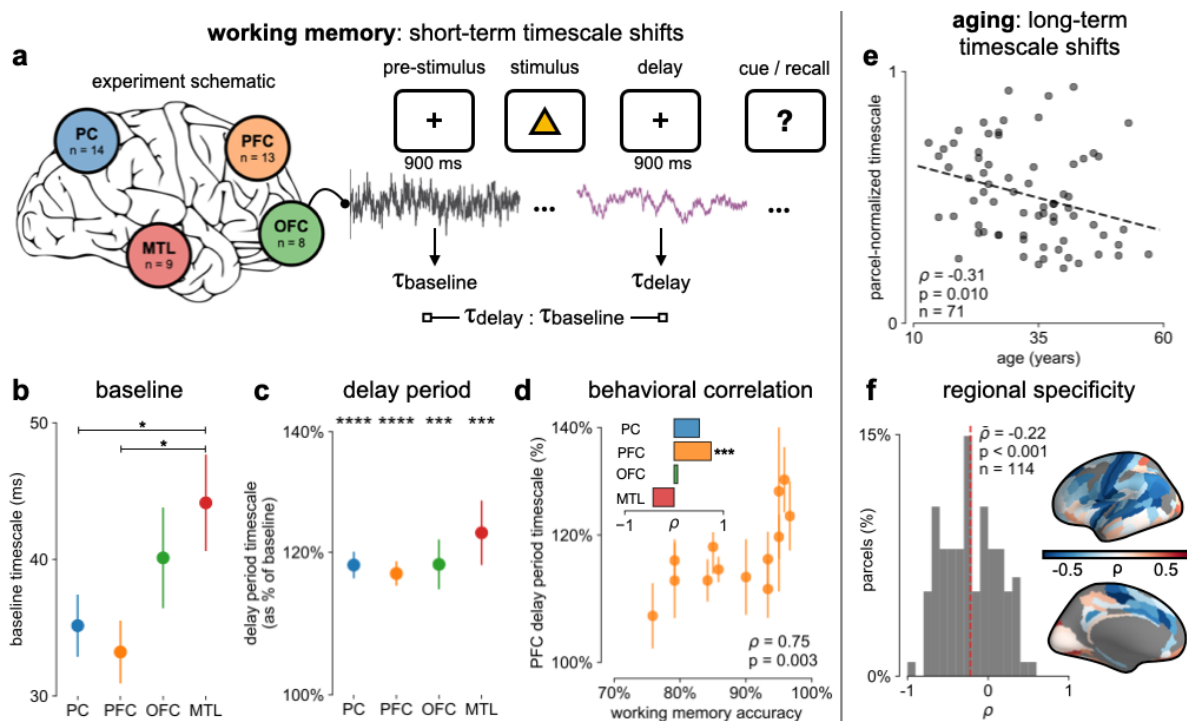 working memory: short-term timescale shifts
a
experiment schematic
PC
n = 14
PFC
n = 13
OFC
n = 8
MTL
n = 9
pre-stimulus
stimulus
delay
cue / recall
+
+
?
900 ms
900 ms
...
...
τbaseline
τdelay
τdelay : τbaseline
b
baseline
baseline timescale (ms)
50
40
30
PC
PFC
OFC
MTL
*
*
c
delay period
delay period timescale
(as % of baseline)
140%
120%
100%
****
****
***
***
PC
PFC
OFC
MTL
d
behavioral correlation
PFC delay period timescale (%)
140%
120%
100%
PC
PFC
OFC
MTL
***
-1
ρ
1
ρ = 0.75
p = 0.003
70%
80%
90%
100%
working memory accuracy
aging: long-term
timescale shifts
e
parcel-normalized timescale
1
0
ρ = -0.31
p = 0.010
n = 71
10
35
60
age (years)
f
regional specificity
parcels (%)
15%
0%
ρ̄ = -0.22
p < 0.001
n = 114
-0.5
ρ
0.5
-1
0
1
ρ